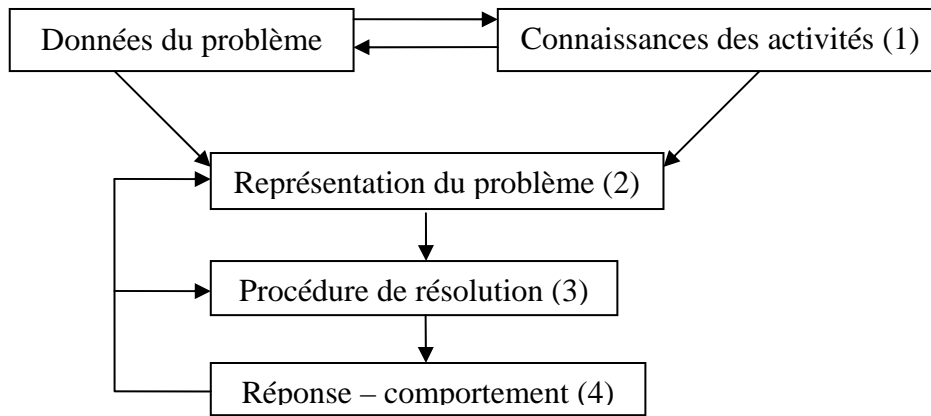 Données du problème
Connaissances des activités (1)
Représentation du problème (2)
Procédure de résolution (3)
Réponse – comportement (4)